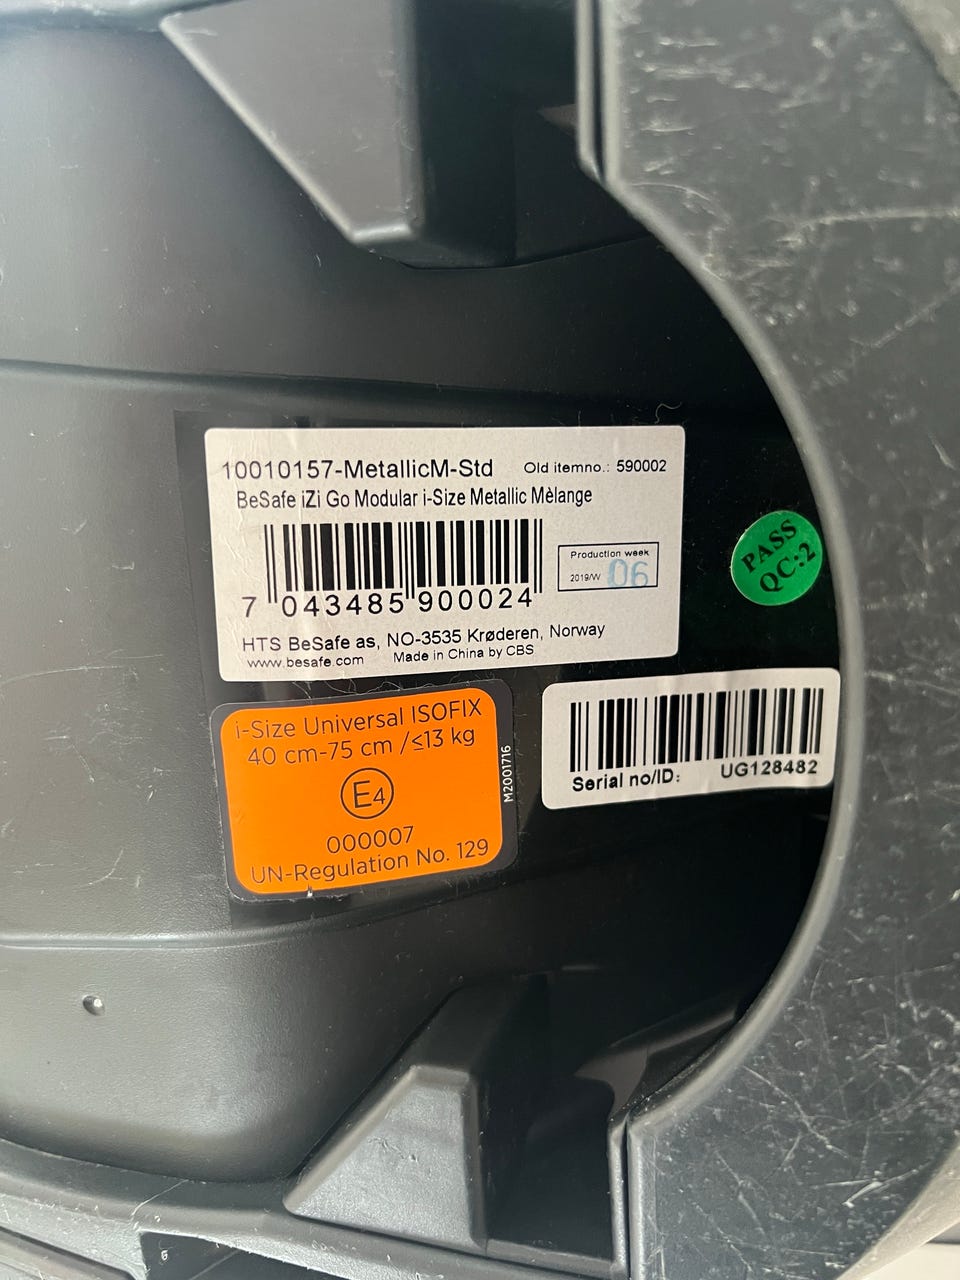 10010157-MetallicM-Std Old itemno.: 590002
BeSafe iZi Go Modular i-Size Metallic Mèlange
Production week
2019/W 06
7 043485 900024
HTS BeSafe as, NO-3535 Krøderen, Norway
www.besafe.com Made in China by CBS
PASS
QC:2
i-Size Universal ISOFIX
40 cm-75 cm /≤13 kg
E4
000007
UN-Regulation No. 129
M2001716
Serial no/ID: UG128482